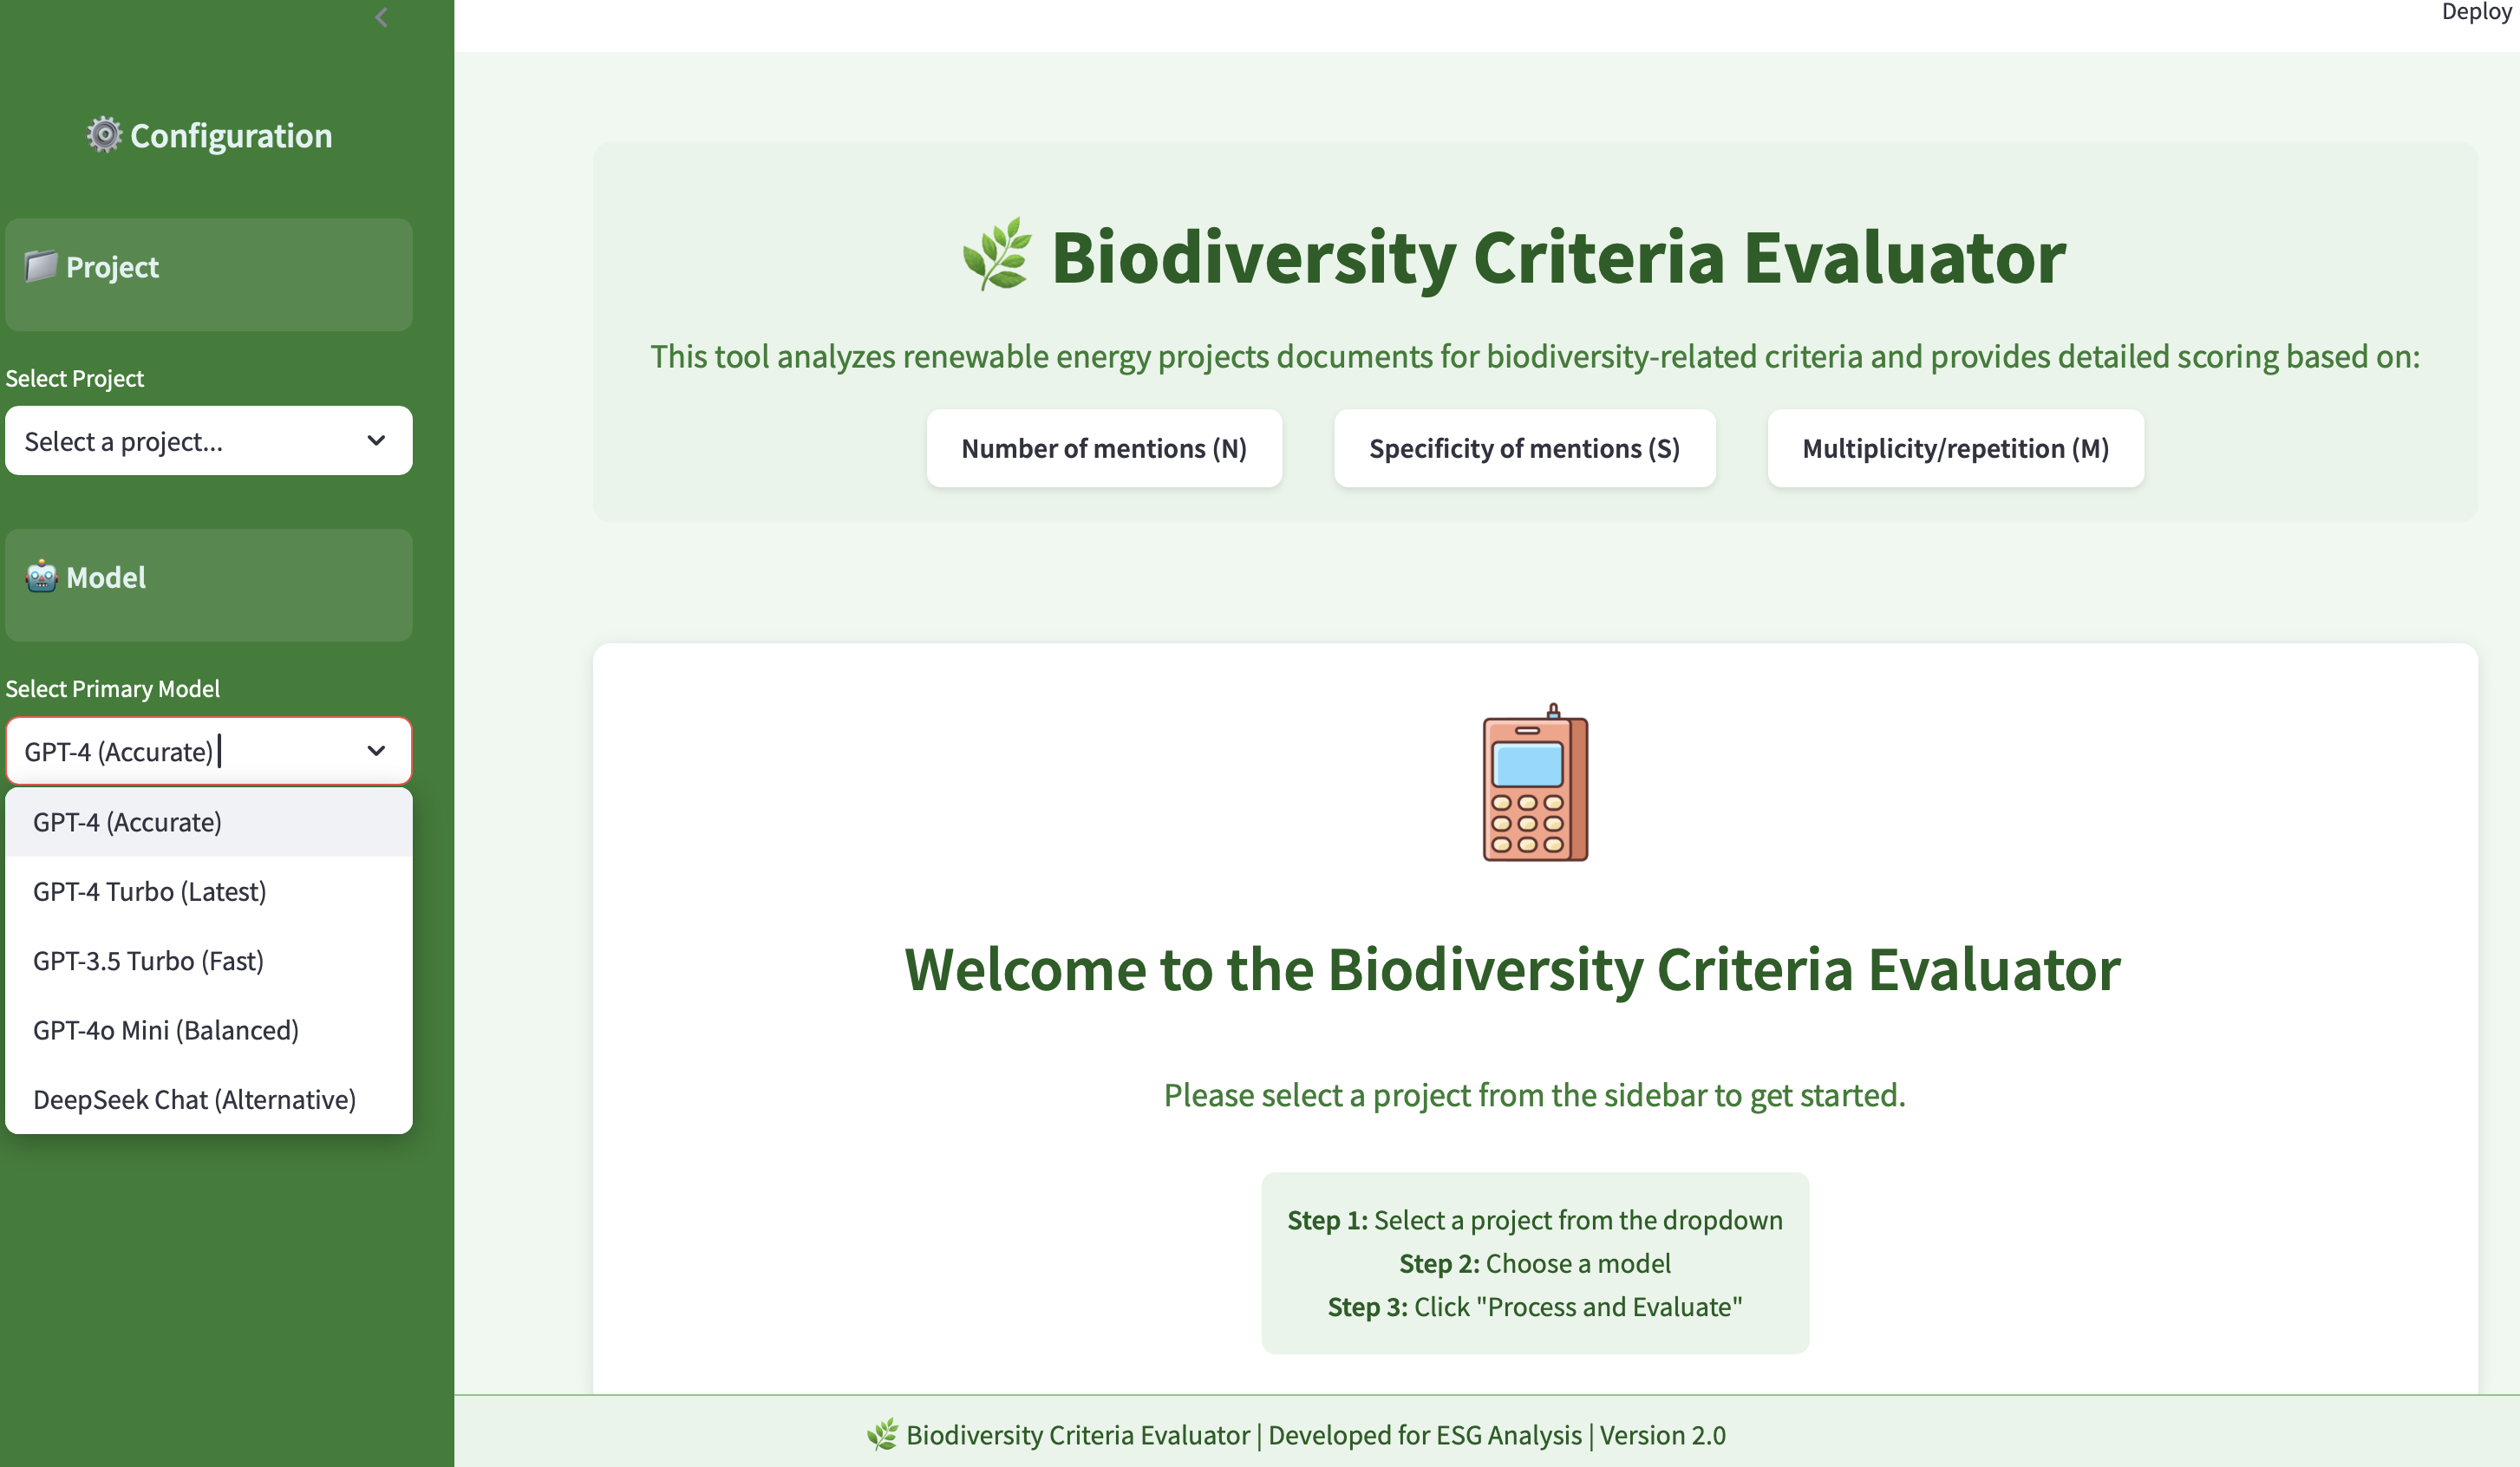 Deploy
⚙️ Configuration
📁 Project
Select Project
Select a project...
🤖 Model
Select Primary Model
GPT-4 (Accurate)
GPT-4 (Accurate)
GPT-4 Turbo (Latest)
GPT-3.5 Turbo (Fast)
GPT-4o Mini (Balanced)
DeepSeek Chat (Alternative)
🌿 Biodiversity Criteria Evaluator
This tool analyzes renewable energy projects documents for biodiversity-related criteria and provides detailed scoring based on:
Number of mentions (N)
Specificity of mentions (S)
Multiplicity/repetition (M)
Welcome to the Biodiversity Criteria Evaluator
Please select a project from the sidebar to get started.
Step 1: Select a project from the dropdown
Step 2: Choose a model
Step 3: Click "Process and Evaluate"
🌿 Biodiversity Criteria Evaluator | Developed for ESG Analysis | Version 2.0